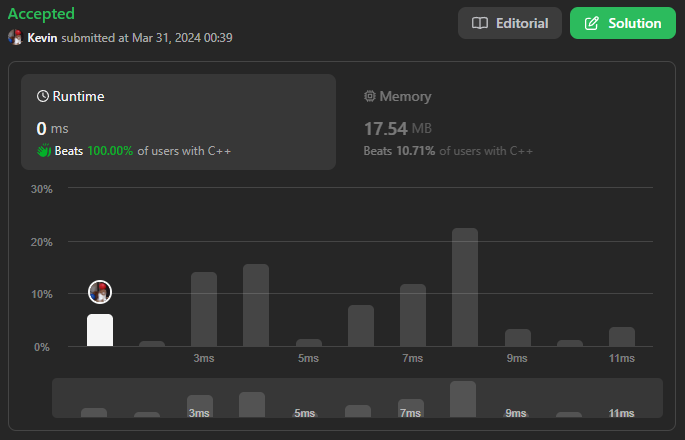 Accepted
Kevin submitted at Mar 31, 2024 00:39
Editorial
Solution
Runtime
0 ms
Beats 100.00% of users with C++
Memory
17.54 MB
Beats 10.71% of users with C++
30%
20%
10%
0%
3ms 5ms 7ms 9ms 11ms
3ms 5ms 7ms 9ms 11ms